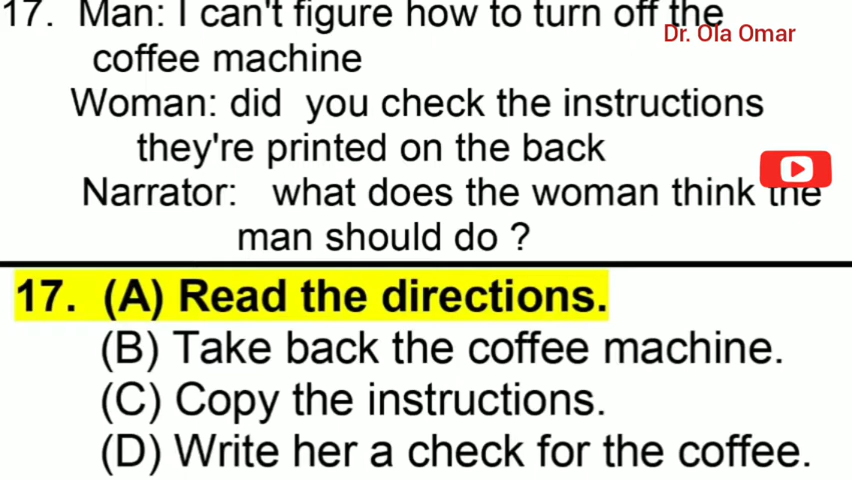 17. Man: I can't figure how to turn off the
Dr. Ola Omar
coffee machine
Woman: did you check the instructions
they're printed on the back
Narrator: what does the woman think the
man should do ?
17. (A) Read the directions.
(B) Take back the coffee machine.
(C) Copy the instructions.
(D) Write her a check for the coffee.